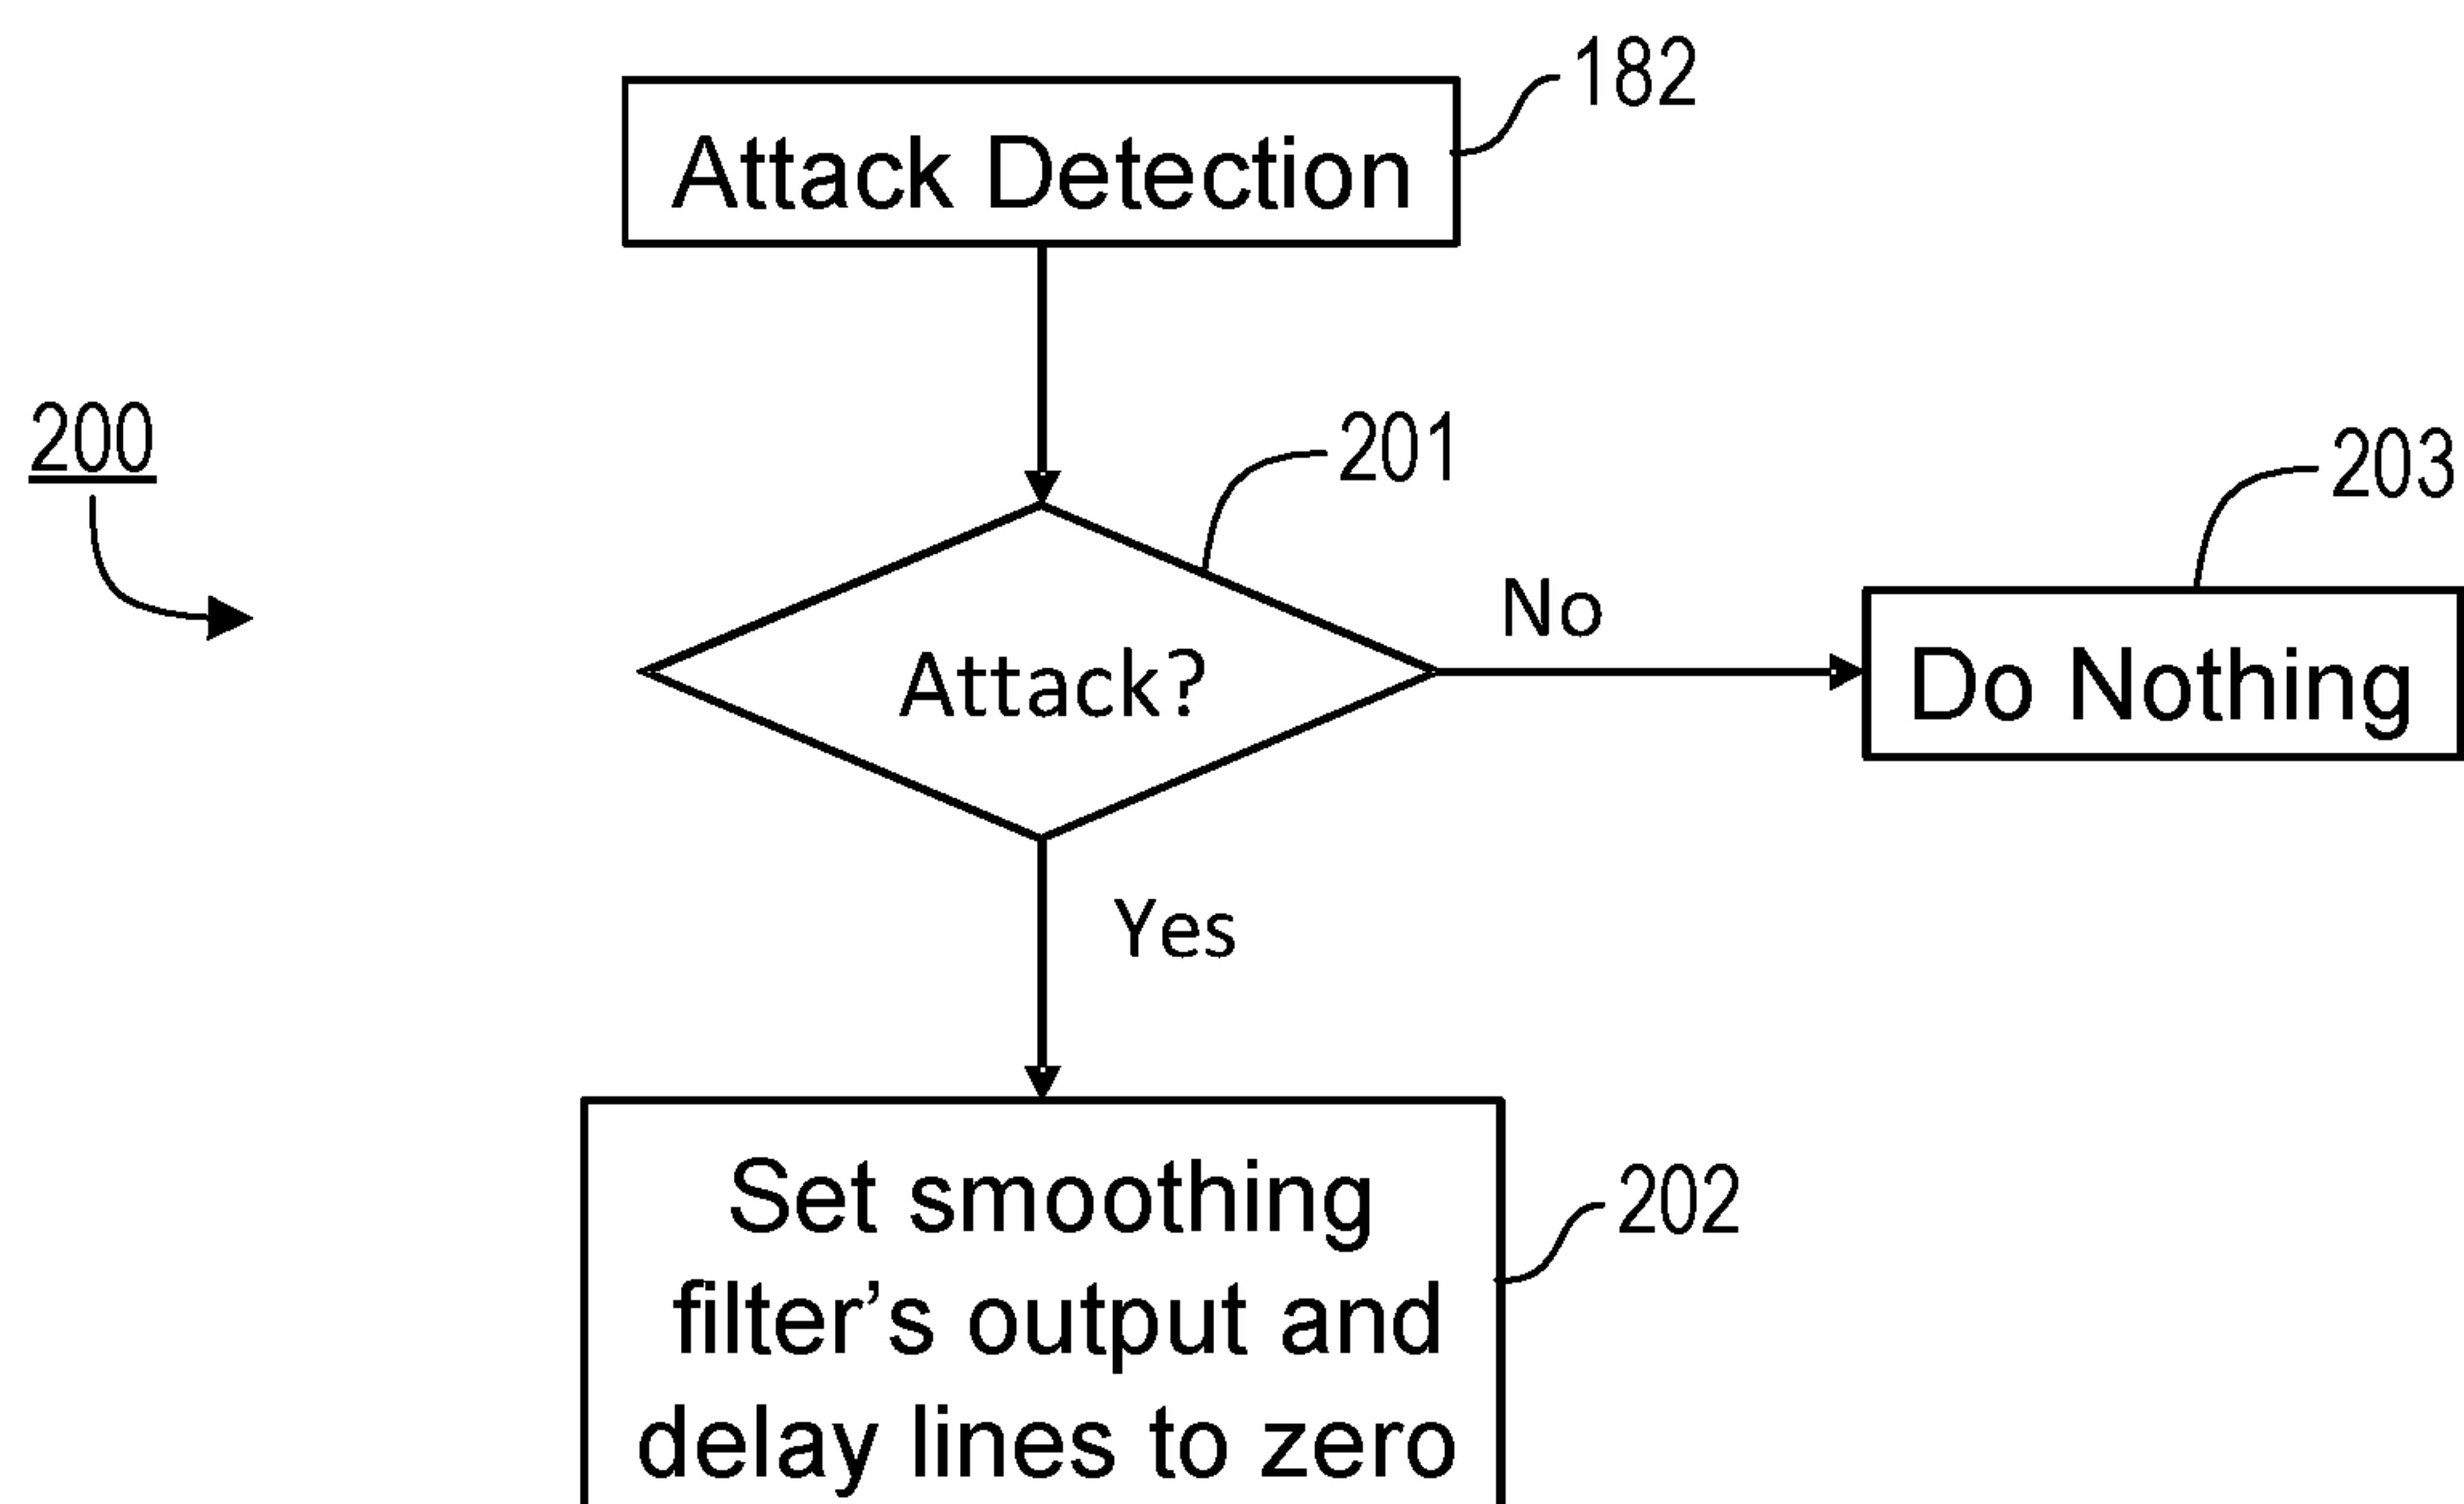 182
Attack Detection
200
201
203
No
Attack?
Do Nothing
Yes
Set smoothing
202
filter’s output and
delay lines to zero